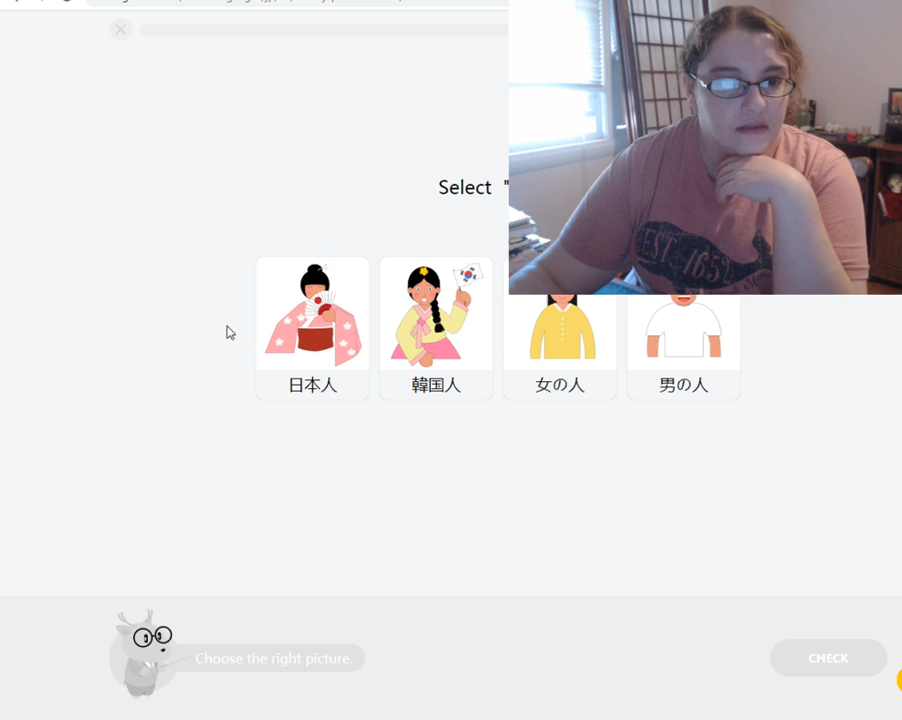 Select "
EST. 165
日本人
韓国人
女の人
男の人
Choose the right picture.
CHECK